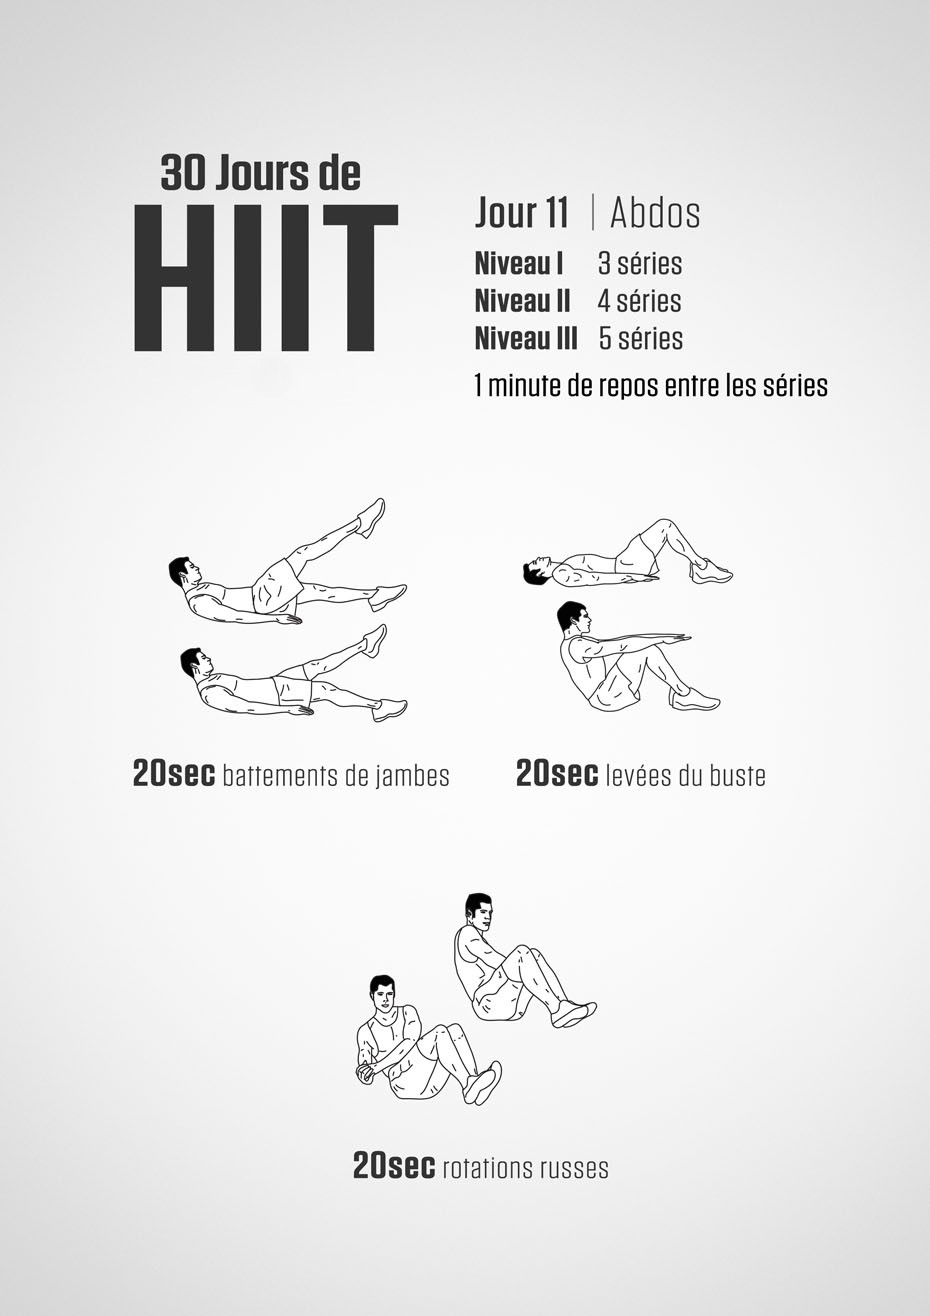 30 Jours de
HIIT
Jour 11 | Abdos
Niveau I 3 séries
Niveau II 4 séries
Niveau III 5 séries
1 minute de repos entre les séries
20sec battements de jambes
20sec levées du buste
20sec rotations russes